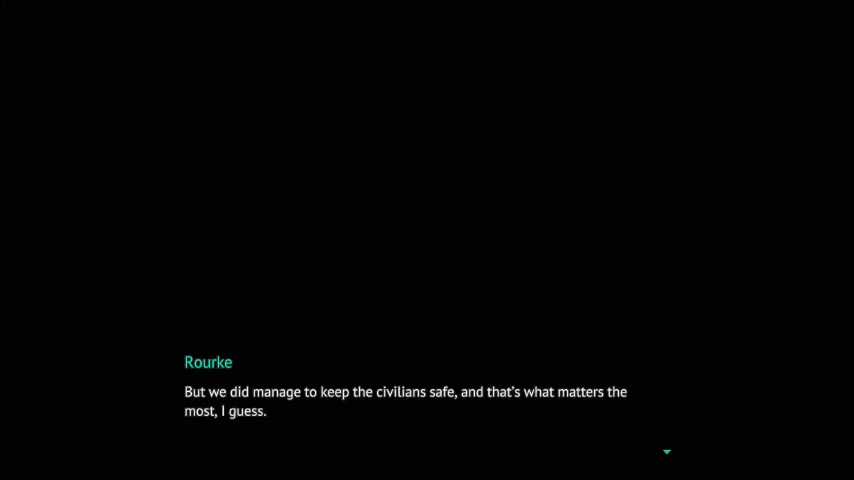 Rourke
But we did manage to keep the civilians safe, and that's what matters the
most, I guess.